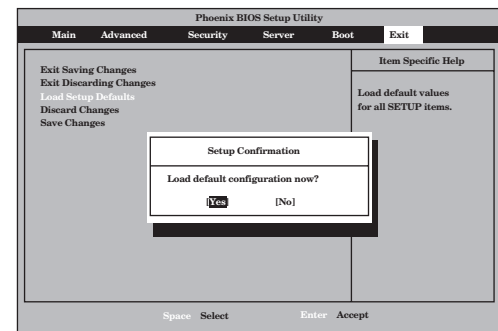 Phoenix BIOS Setup Utility
Main Advanced Security Server Boot Exit
Item Specific Help
Exit Saving Changes
Exit Discarding Changes
Load Setup Defaults
Discard Changes
Save Changes
Load default values
for all SETUP items.
Setup Confirmation
Load default configuration now?
[Yes] [No]
Space Select Enter Accept